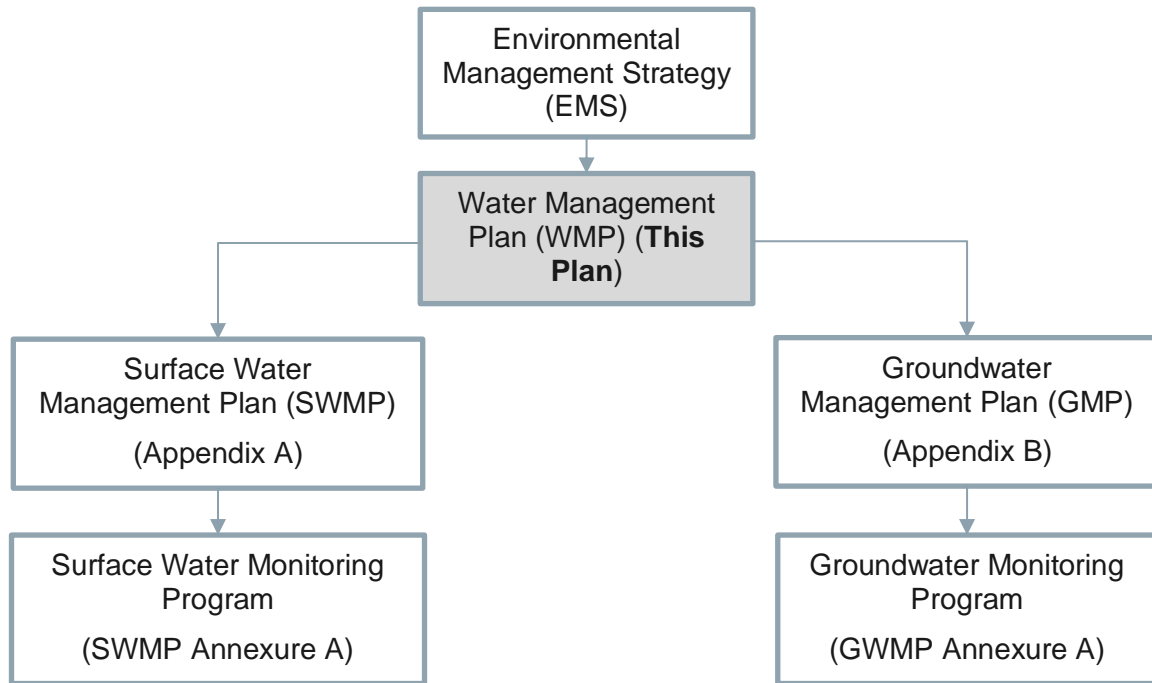 Environmental
Management Strategy
(EMS)
Water Management
Plan (WMP) (This
Plan)
Surface Water
Management Plan (SWMP)
(Appendix A)
Groundwater
Management Plan (GMP)
(Appendix B)
Surface Water Monitoring
Program
(SWMP Annexure A)
Groundwater Monitoring
Program
(GWMP Annexure A)